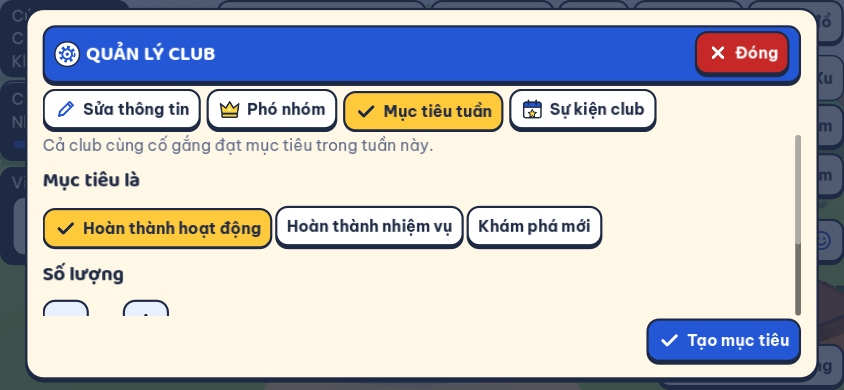 QUẢN LÝ CLUB
Đóng
Sửa thông tin
Phó nhóm
Mục tiêu tuần
Sự kiện club
Cả club cùng cố gắng đạt mục tiêu trong tuần này.
Mục tiêu là
Hoàn thành hoạt động
Hoàn thành nhiệm vụ
Khám phá mới
Số lượng
Tạo mục tiêu